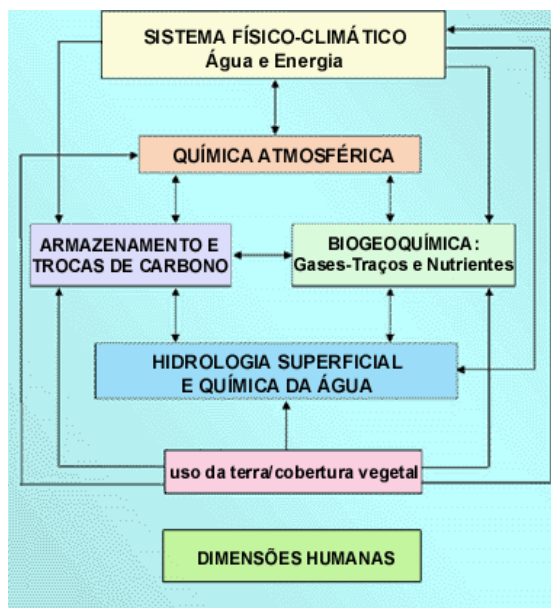 SISTEMA FÍSICO-CLIMÁTICO
Água e Energia
QUÍMICA ATMOSFÉRICA
ARMAZENAMENTO E
TROCAS DE CARBONO
BIOGEOQUÍMICA:
Gases-Traços e Nutrientes
HIDROLOGIA SUPERFICIAL
E QUÍMICA DA ÁGUA
uso da terra/cobertura vegetal
DIMENSÕES HUMANAS